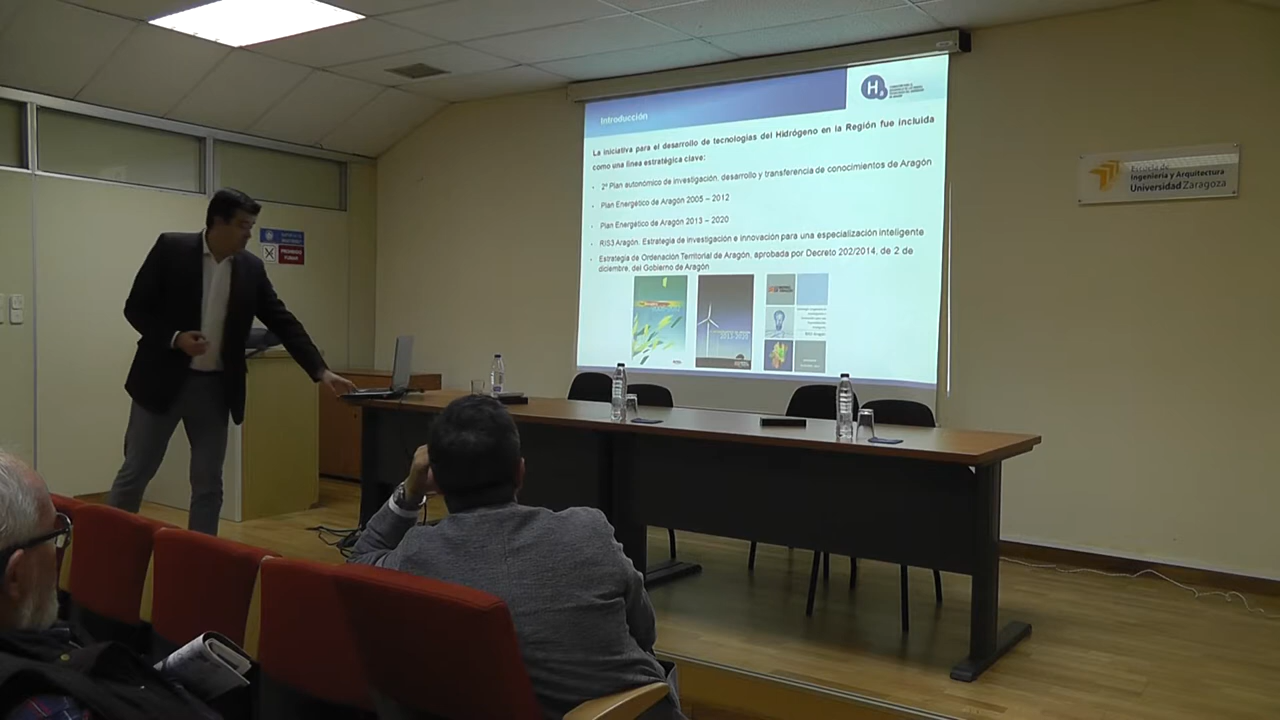 Introducción
H2
La iniciativa para el desarrollo de tecnologías del Hidrógeno en la Región fue incluida
como una línea estratégica clave:
• 2º Plan autonómico de investigación, desarrollo y transferencia de conocimientos de Aragón
• Plan Energético de Aragón 2005 – 2012
• Plan Energético de Aragón 2013 – 2020
• RIS3 Aragón. Estrategia de investigación e innovación para una especialización inteligente
• Estrategia de Ordenación Territorial de Aragón, aprobada por Decreto 202/2014, de 2 de
diciembre, del Gobierno de Aragón
Escuela de
Ingeniería y Arquitectura
Universidad Zaragoza